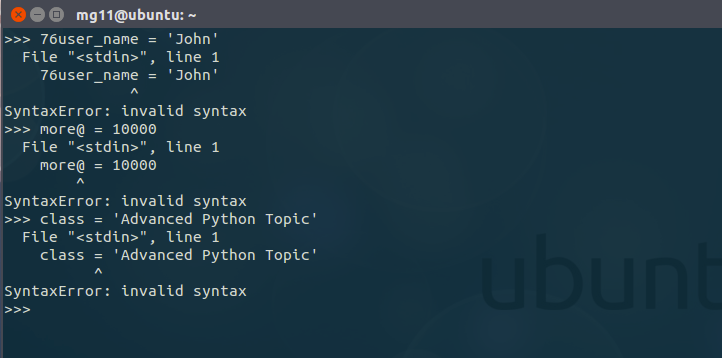 mg11@ubuntu: ~
>>> 76user_name = 'John'
  File "<stdin>", line 1
    76user_name = 'John'
              ^
SyntaxError: invalid syntax
>>> more@ = 10000
  File "<stdin>", line 1
    more@ = 10000
        ^
SyntaxError: invalid syntax
>>> class = 'Advanced Python Topic'
  File "<stdin>", line 1
    class = 'Advanced Python Topic'
          ^
SyntaxError: invalid syntax
>>>
ubunt